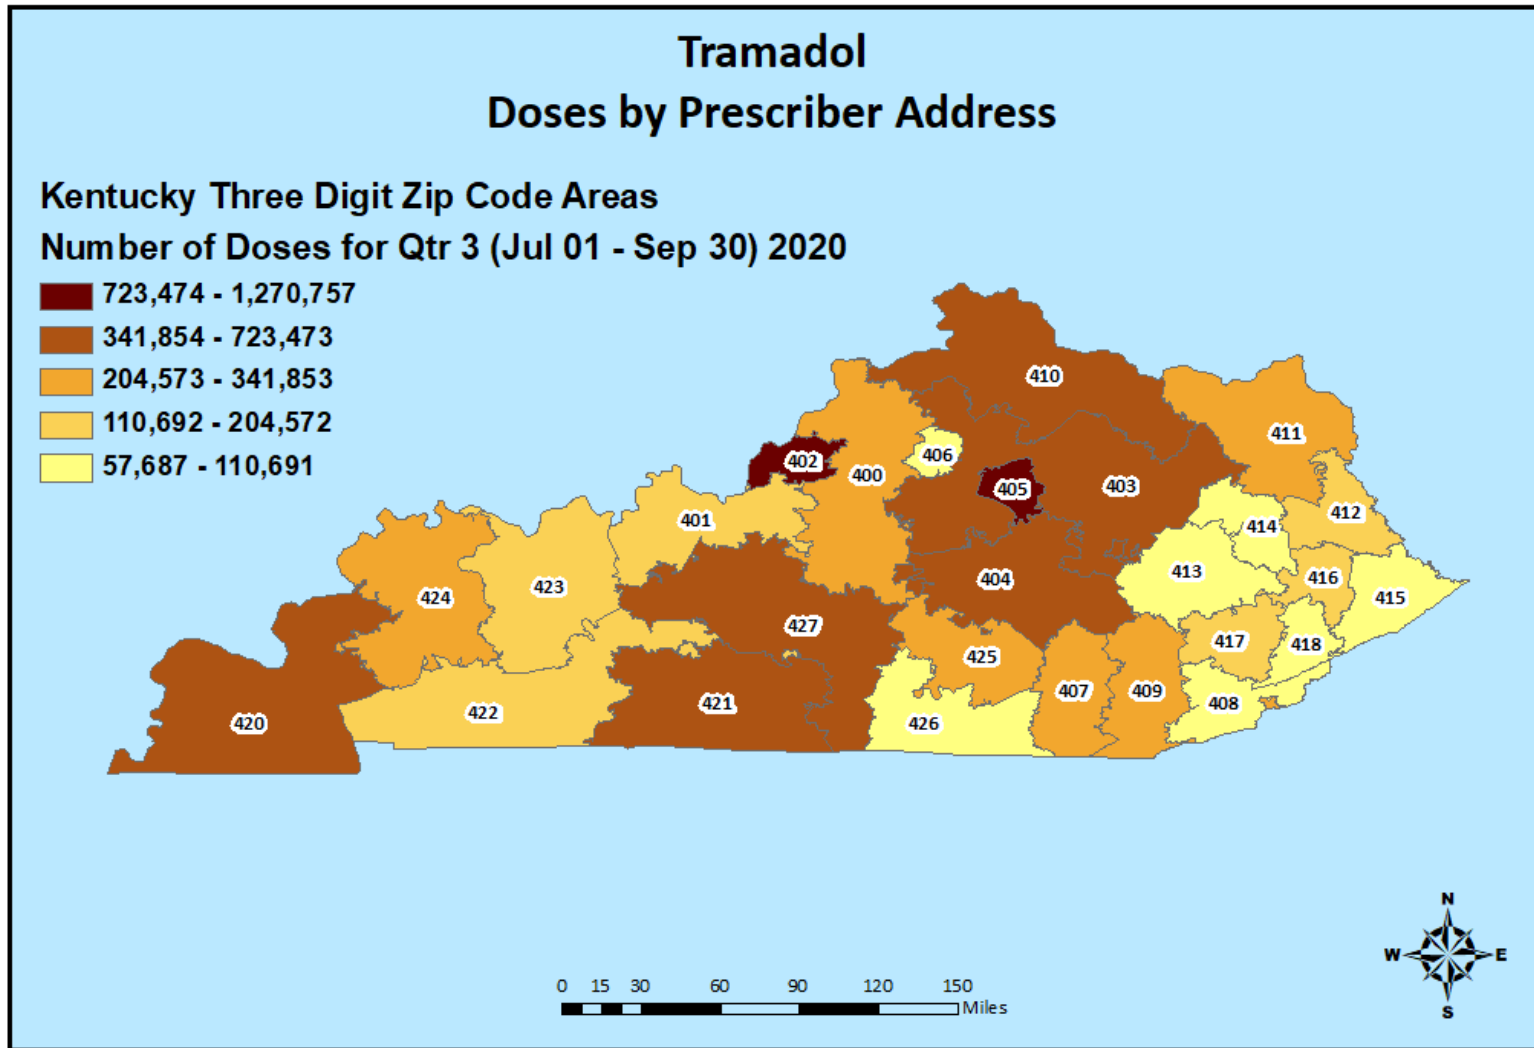 Tramadol
Doses by Prescriber Address
Kentucky Three Digit Zip Code Areas
Number of Doses for Qtr 3 (Jul 01 - Sep 30) 2020
723,474 - 1,270,757
341,854 - 723,473
204,573 - 341,853
110,692 - 204,572
57,687 - 110,691
410
411
402
406
400
405
403
401
412
414
413
404
416
415
423
424
427
417
418
425
407
409
408
420
422
421
426
N
W E
S
0 15 30 60 90 120 150
Miles